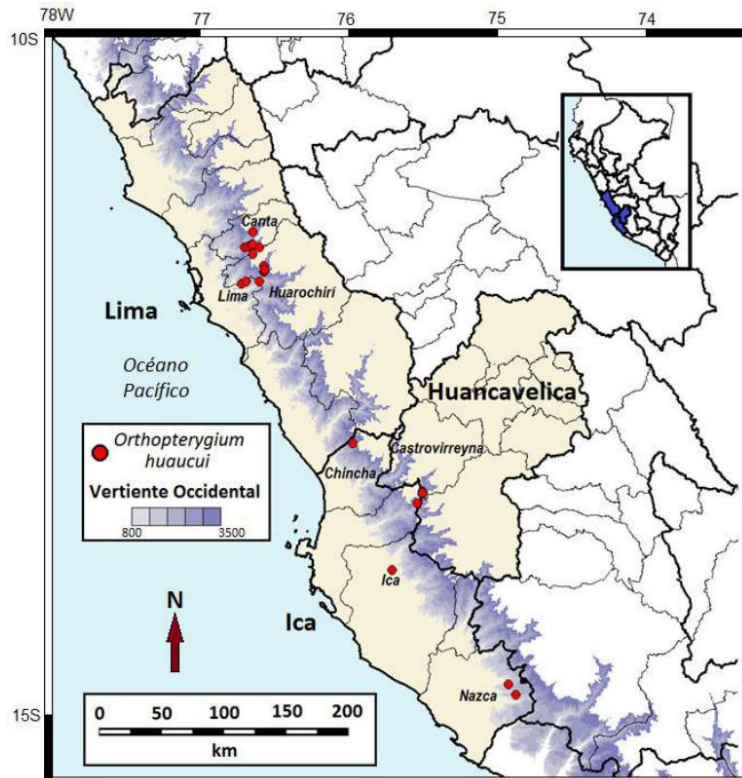 78W
77
76
75
74
10S
Canta
Lima
Huarochirí
Lima
Océano
Pacífico
Huancavelica
Orthopterygium
huaucui
Castrovirreyna
Chincha
Vertiente Occidental
800
3500
Ica
N
Ica
Nazca
15S
0 50 100 150 200
km